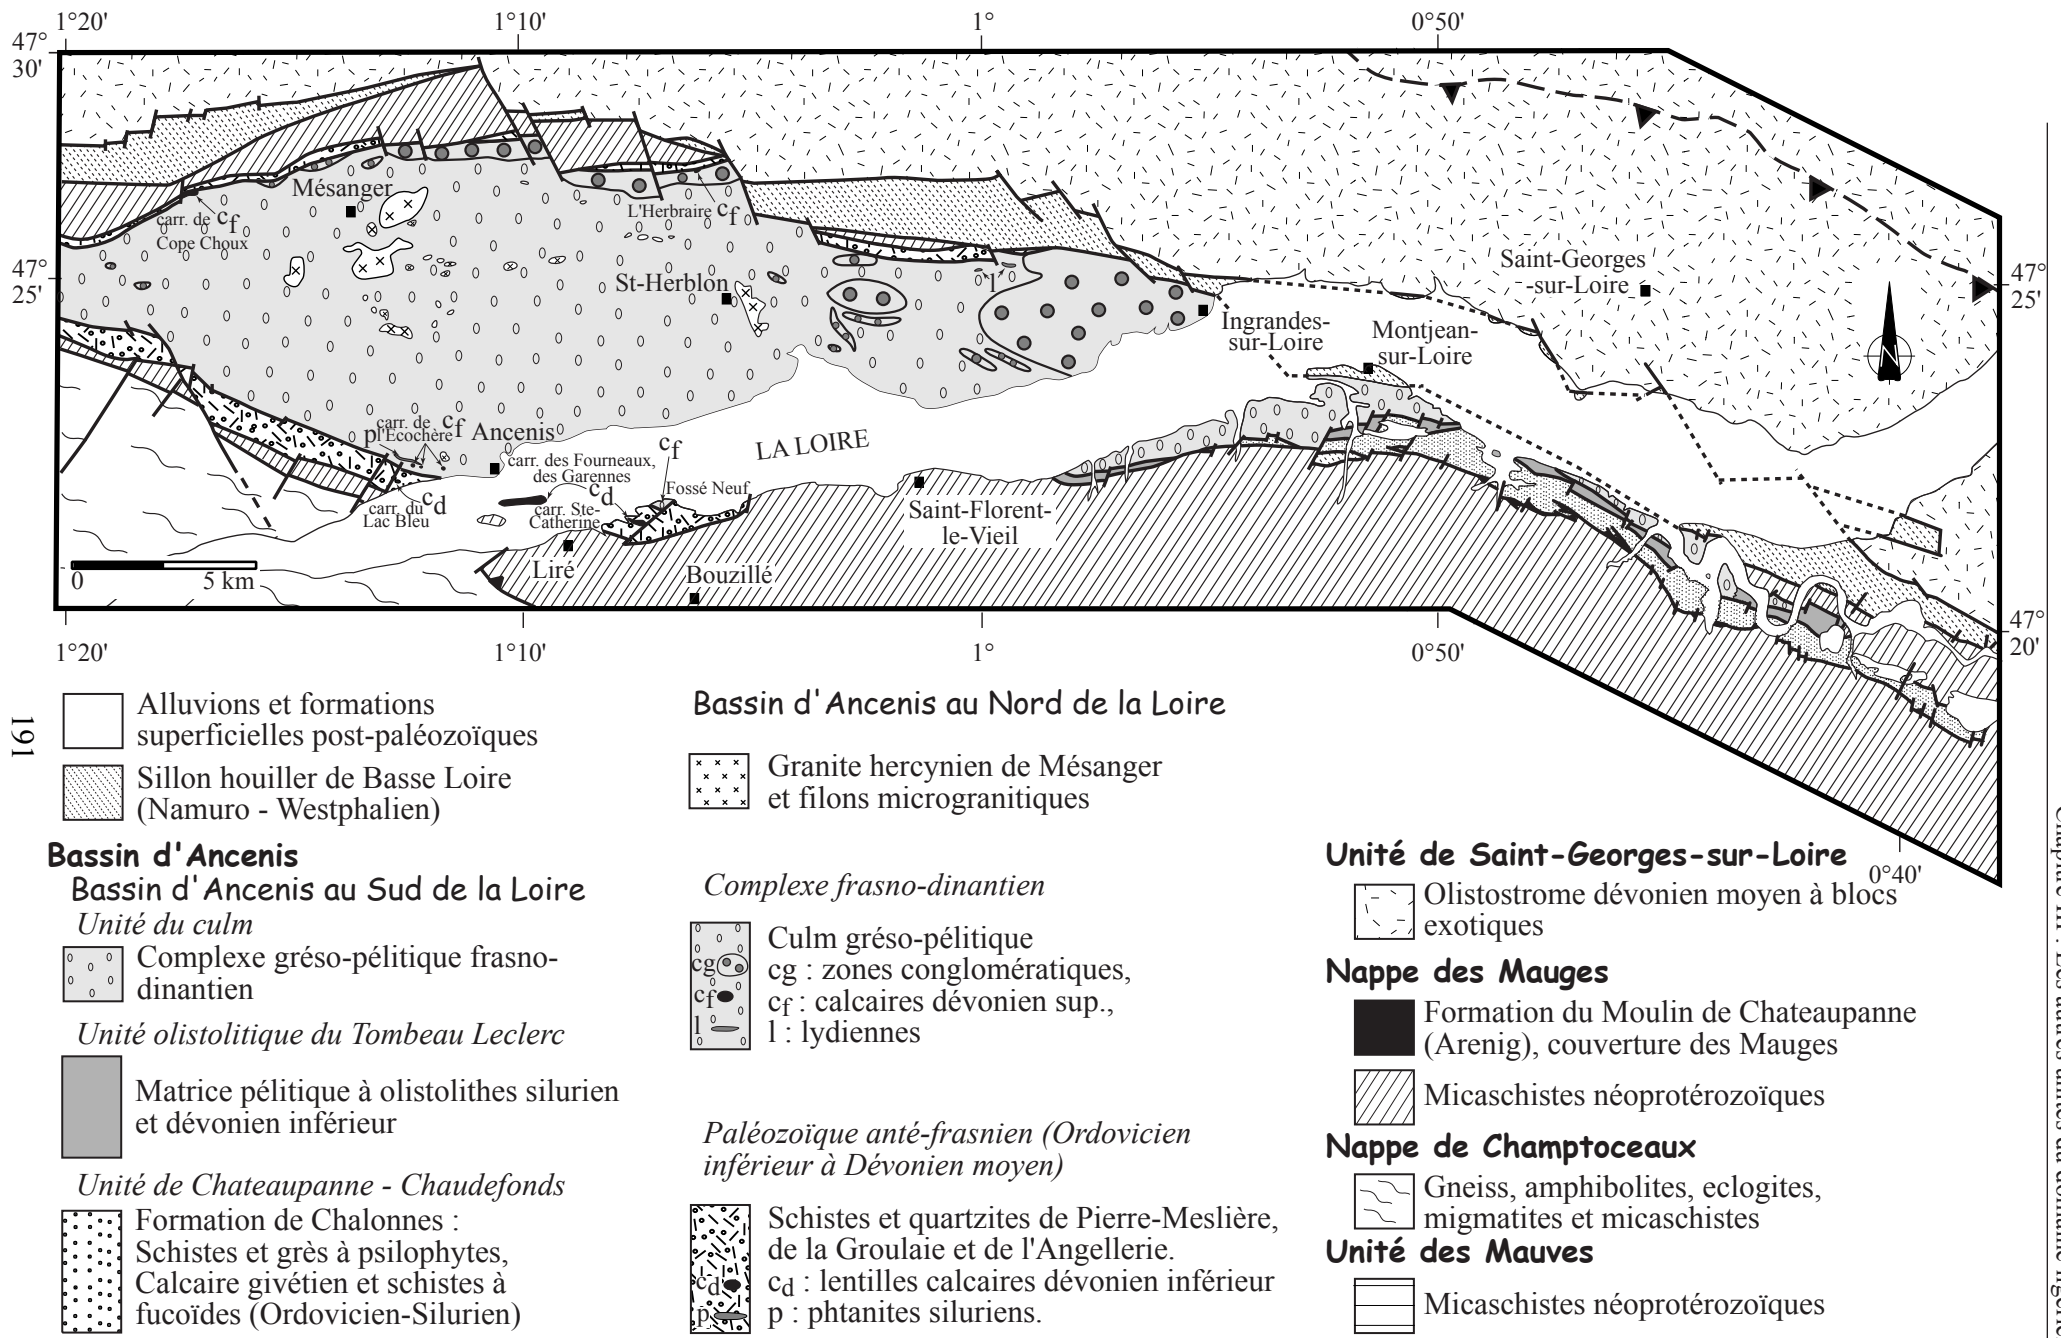 1°20'
1°10'
1°
0°50'
47°
30'
Mésanger
carr. de cf
Cope Choux
L'Herbraire cf
47°
25'
St-Herblon
l
Saint-Georges
-sur-Loire
47°
25'
Ingrandes-
sur-Loire
Montjean-
sur-Loire
N
carr. de cf
p l'Ecochère
Ancenis
LA LOIRE
carr. des Fourneaux,
des Garennes
cf
cd
Fossé Neuf
carr. Ste-
Catherine
carr. du cd
Lac Bleu
Saint-Florent-
le-Vieil
Liré
Bouzillé
0
5 km
47°
20'
1°20'
1°10'
1°
0°50'
0°40'
191
Alluvions et formations
superficielles post-paléozoïques
Sillon houiller de Basse Loire
(Namuro - Westphalien)
Bassin d'Ancenis
Bassin d'Ancenis au Sud de la Loire
Unité du culm
Complexe gréso-pélitique frasno-
dinantien
Unité olistolitique du Tombeau Leclerc
Matrice pélitique à olistolithes silurien
et dévonien inférieur
Unité de Chateaupanne - Chaudefonds
Formation de Chalonnes :
Schistes et grès à psilophytes,
Calcaire givétien et schistes à
fucoïdes (Ordovicien-Silurien)
Bassin d'Ancenis au Nord de la Loire
Granite hercynien de Mésanger
et filons microgranitiques
Complexe frasno-dinantien
cg
cf
l
Culm gréso-pélitique
cg : zones conglomératiques,
cf : calcaires dévonien sup.,
l : lydiennes
Paléozoïque anté-frasnien (Ordovicien
inférieur à Dévonien moyen)
cd
p
Schistes et quartzites de Pierre-Meslière,
de la Groulaie et de l'Angellerie.
cd : lentilles calcaires dévonien inférieur
p : phtanites siluriens.
Unité de Saint-Georges-sur-Loire
Olistostrome dévonien moyen à blocs
exotiques
Nappe des Mauges
Formation du Moulin de Chateaupanne
(Arenig), couverture des Mauges
Micaschistes néoprotérozoïques
Nappe de Champtoceaux
Gneiss, amphibolites, eclogites,
migmatites et micaschistes
Unité des Mauves
Micaschistes néoprotérozoïques